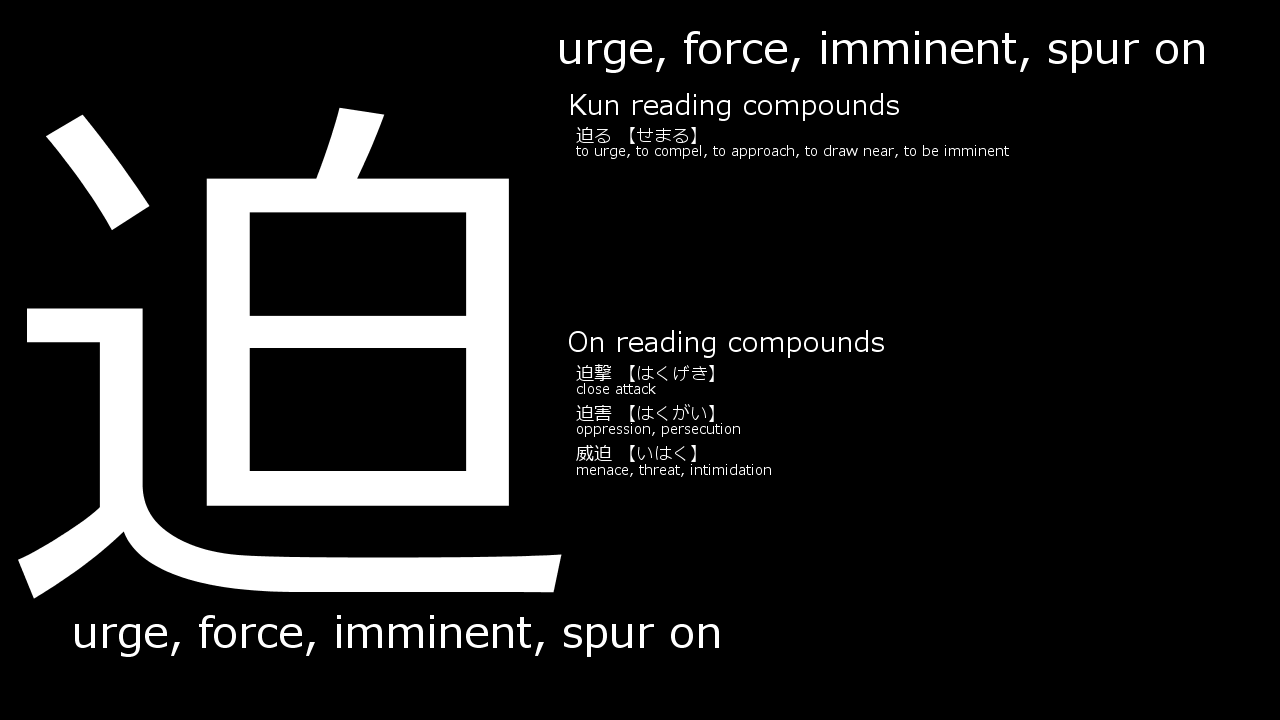 迫
urge, force, imminent, spur on
Kun reading compounds
迫る 【せまる】
to urge, to compel, to approach, to draw near, to be imminent
On reading compounds
迫撃 【はくげき】
close attack
迫害 【はくがい】
oppression, persecution
威迫 【いはく】
menace, threat, intimidation
urge, force, imminent, spur on